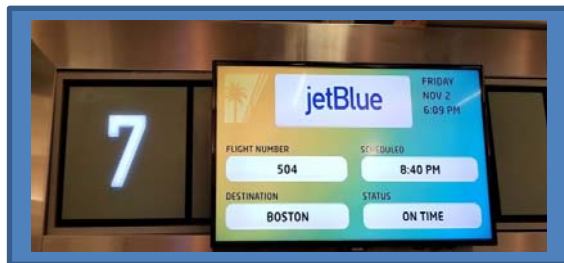 7
jetBlue
FRIDAY
NOV 2
6:09 PM
FLIGHT NUMBER
SCHEDULED
504
8:40 PM
DESTINATION
STATUS
BOSTON
ON TIME